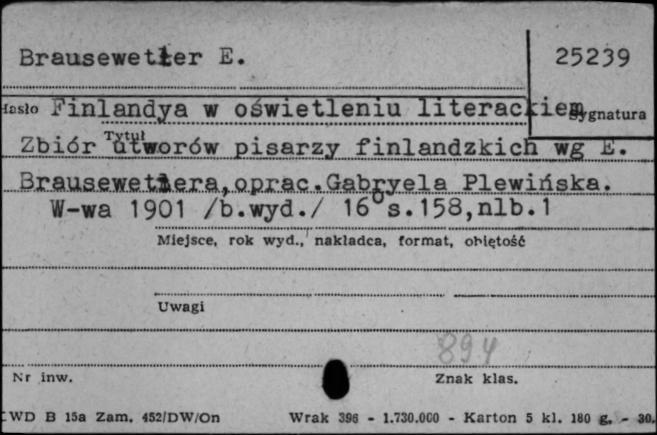 Brausewetter E.
25239
Hasło Finlandya w oświetleniu literackiem
Sygnatura
Tytuł
Zbiór utworów pisarzy finlandzkich wg E.
Brausewettera,oprac.Gabryela Plewińska.
W-wa 1901 /b.wyd./ 16° s.158,nlb.1
Miejsce, rok wyd., nakładca, format, objętość
Uwagi
894
Nr inw.
Znak klas.
WD B 15a Zam. 452/DW/On Wrak 396 - 1.730.000 - Karton 5 kl. 180 g. - 30.